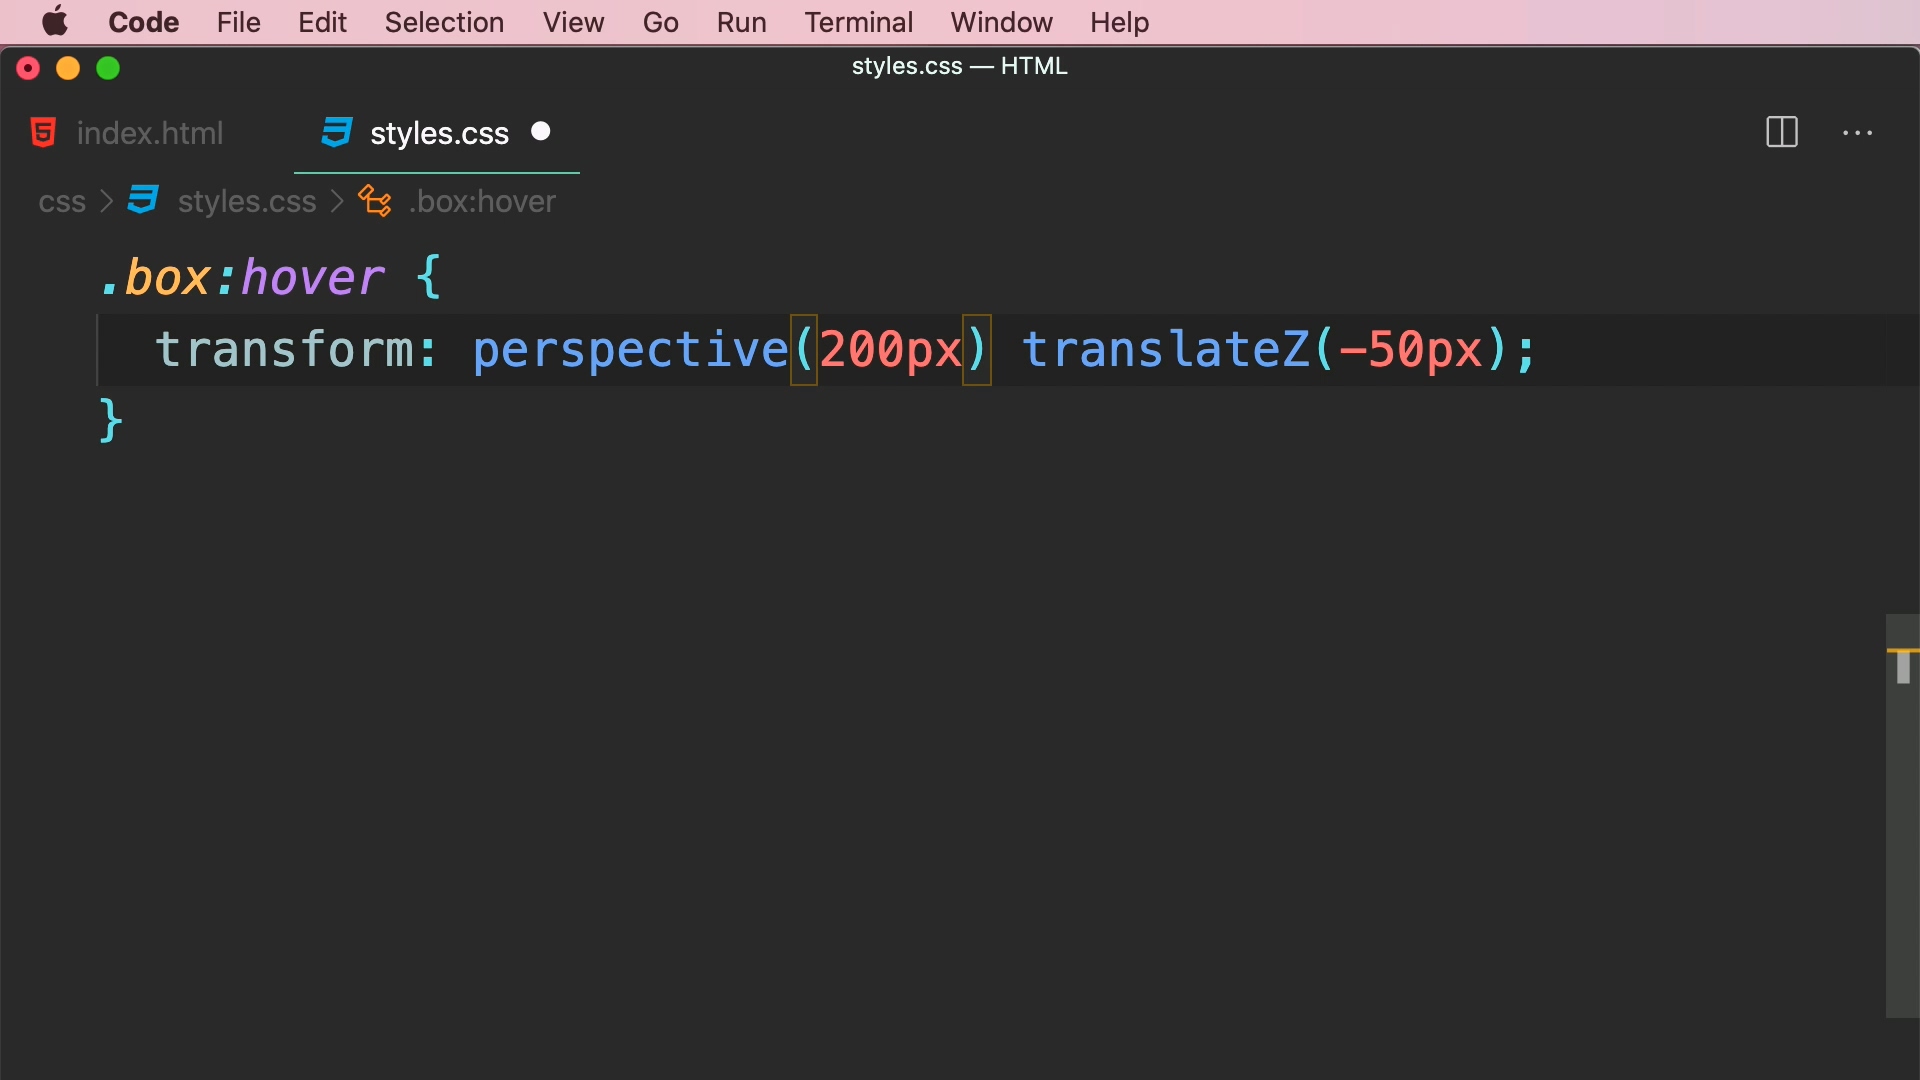 Code File Edit Selection View Go Run Terminal Window Help
styles.css — HTML
index.html styles.css
css > styles.css > .box:hover
.box:hover {
transform: perspective(200px) translateZ(-50px);
}